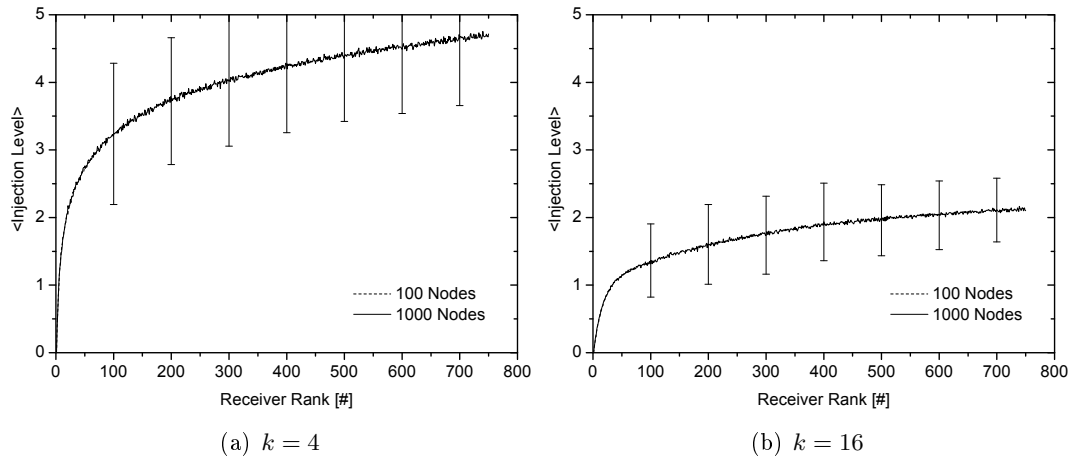 5
4
3
2
1
0
<Injection Level>
0 100 200 300 400 500 600 700 800
Receiver Rank [#]
100 Nodes
1000 Nodes
(a) k = 4
5
4
3
2
1
0
<Injection Level>
0 100 200 300 400 500 600 700 800
Receiver Rank [#]
100 Nodes
1000 Nodes
(b) k = 16